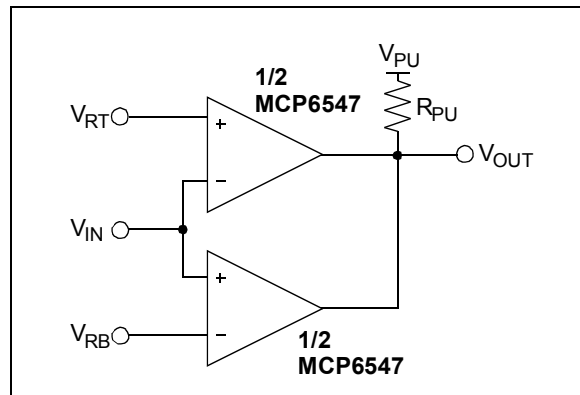 1/2
MCP6547
V_PU
R_PU
V_RT
+
−
V_OUT
V_IN
+
−
V_RB
1/2
MCP6547